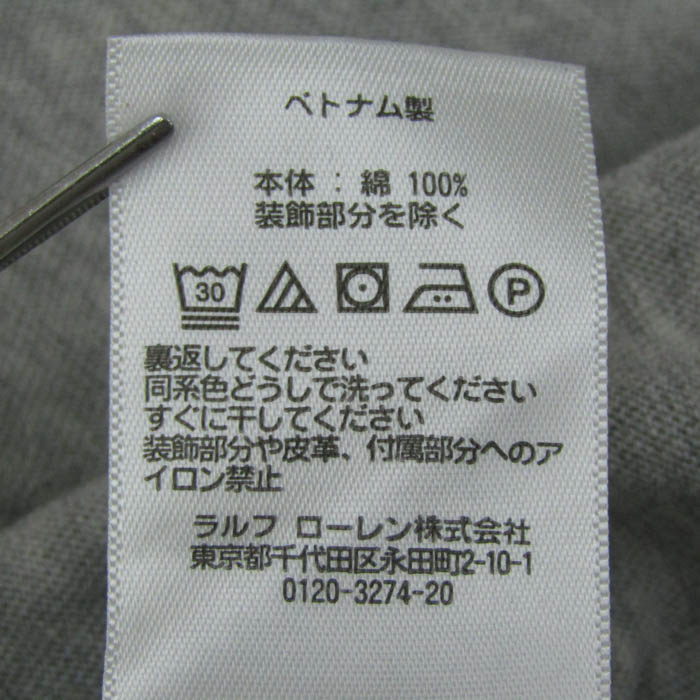 ベトナム製
本体 : 綿 100%
装飾部分を除く
30 P
裏返してください
同系色どうしで洗ってください
すぐに干してください
装飾部分や皮革、付属部分へのア
イロン禁止
ラルフ ローレン株式会社
東京都千代田区永田町2-10-1
0120-3274-20